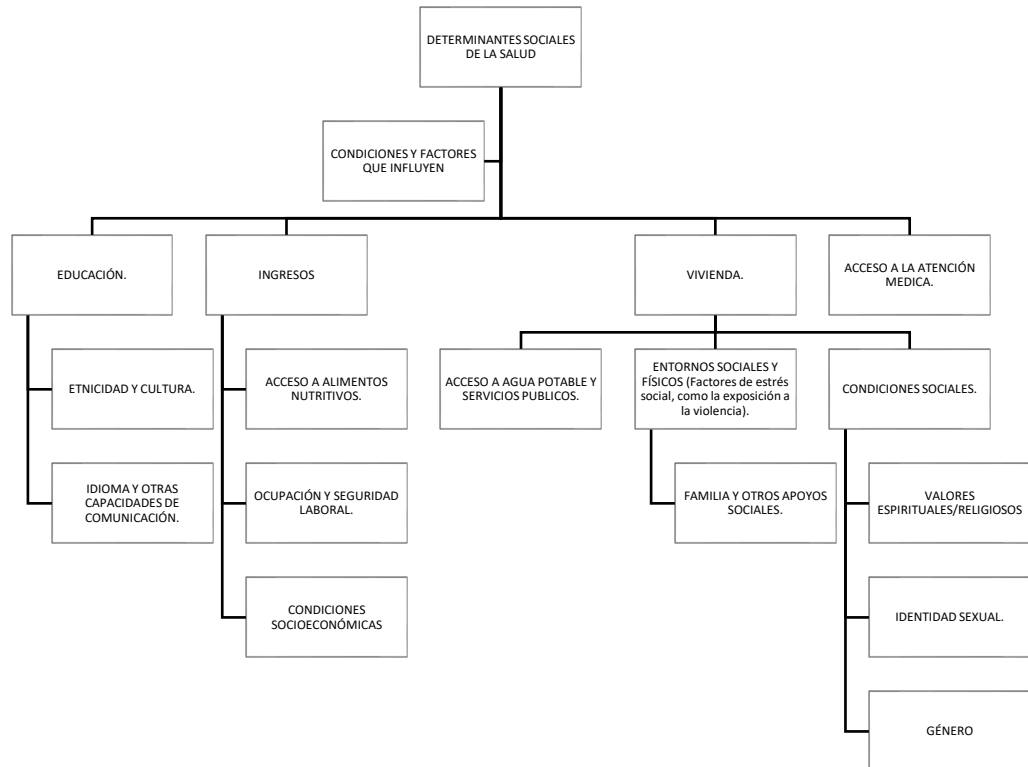 DETERMINANTES SOCIALES
DE LA SALUD
CONDICIONES Y FACTORES
QUE INFLUYEN
EDUCACIÓN.
INGRESOS
VIVIENDA.
ACCESO A LA ATENCIÓN
MEDICA.
ETNICIDAD Y CULTURA.
ACCESO A ALIMENTOS
NUTRITIVOS.
ACCESO A AGUA POTABLE Y
SERVICIOS PUBLICOS.
ENTORNOS SOCIALES Y
FÍSICOS (Factores de estrés
social, como la exposición a
la violencia).
CONDICIONES SOCIALES.
IDIOMA Y OTRAS
CAPACIDADES DE
COMUNICACIÓN.
OCUPACIÓN Y SEGURIDAD
LABORAL.
FAMILIA Y OTROS APOYOS
SOCIALES.
VALORES
ESPIRITUALES/RELIGIOSOS
CONDICIONES
SOCIOECONÓMICAS
IDENTIDAD SEXUAL.
GÉNERO